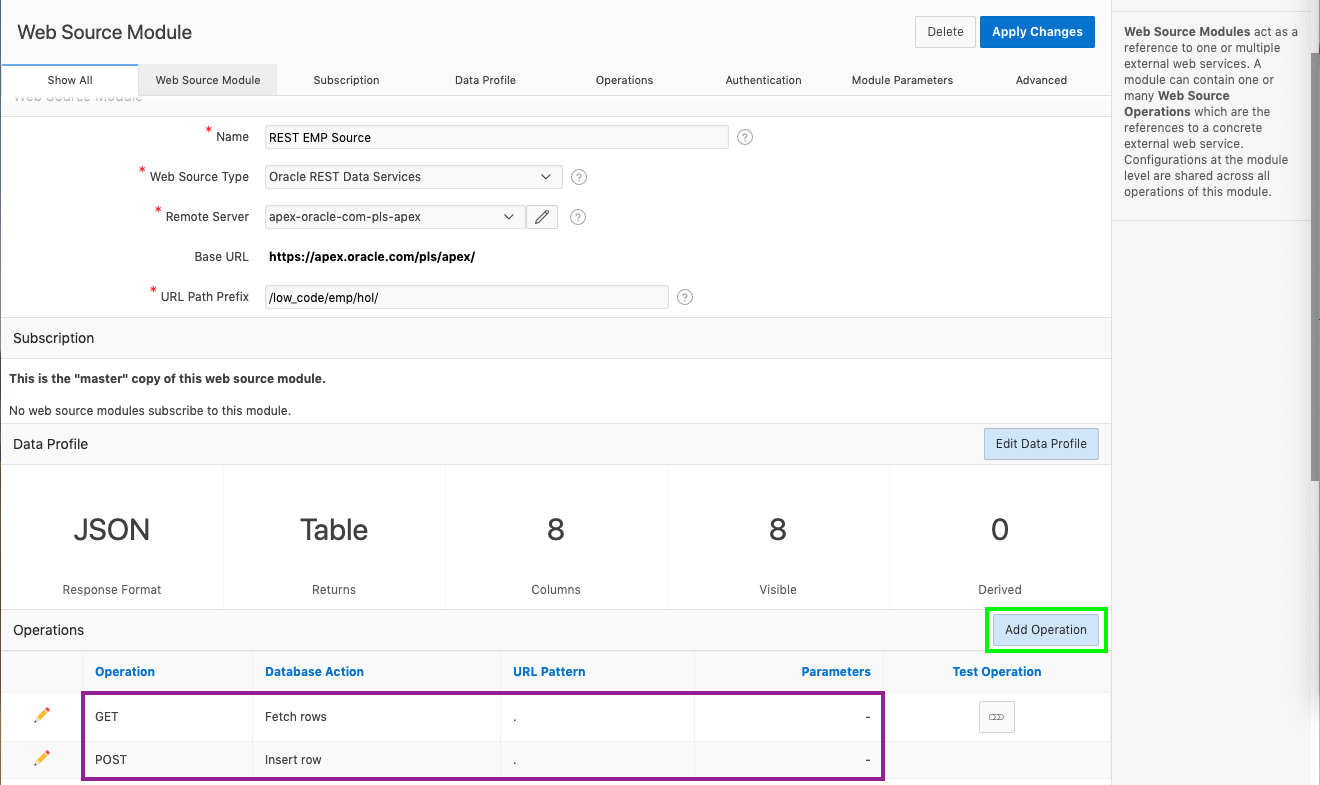 Web Source Module
Delete
Apply Changes
Show All
Web Source Module
Subscription
Data Profile
Operations
Authentication
Module Parameters
Advanced
Web Source Module
* Name
REST EMP Source
?
* Web Source Type
Oracle REST Data Services
?
* Remote Server
apex-oracle-com-pls-apex
?
Base URL
https://apex.oracle.com/pls/apex/
* URL Path Prefix
/low_code/emp/hol/
?
Subscription
This is the "master" copy of this web source module.
No web source modules subscribe to this module.
Data Profile
Edit Data Profile
JSON
Table
8
8
0
Response Format
Returns
Columns
Visible
Derived
Operations
Add Operation
Operation
Database Action
URL Pattern
Parameters
Test Operation
GET
Fetch rows
.
-
POST
Insert row
.
-
Web Source Modules act as a
reference to one or multiple
external web services. A
module can contain one or
many Web Source
Operations which are the
references to a concrete
external web service.
Configurations at the module
level are shared across all
operations of this module.